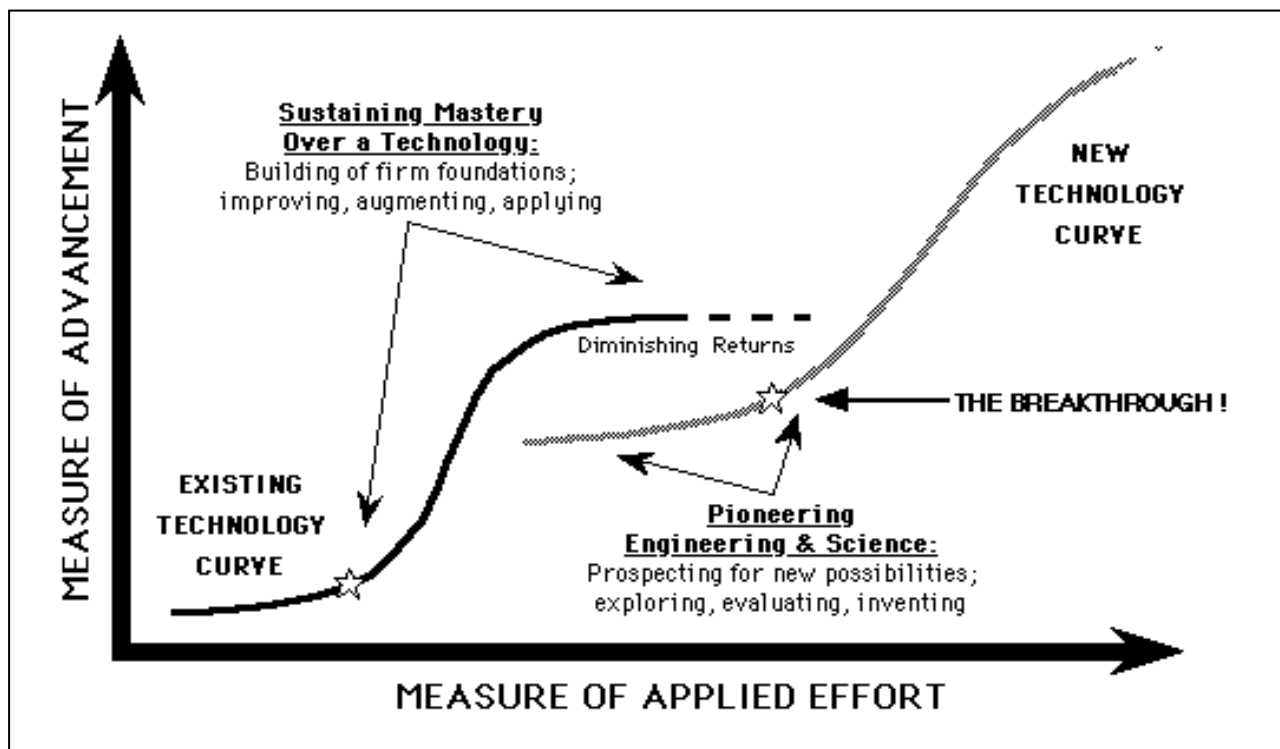 Sustaining Mastery
Over a Technology:
Building of firm foundations;
improving, augmenting, applying
NEW
TECHNOLOGY
CURVE
MEASURE OF ADVANCEMENT
Diminishing Returns
THE BREAKTHROUGH !
EXISTING
TECHNOLOGY
CURVE
Pioneering
Engineering & Science:
Prospecting for new possibilities;
exploring, evaluating, inventing
MEASURE OF APPLIED EFFORT